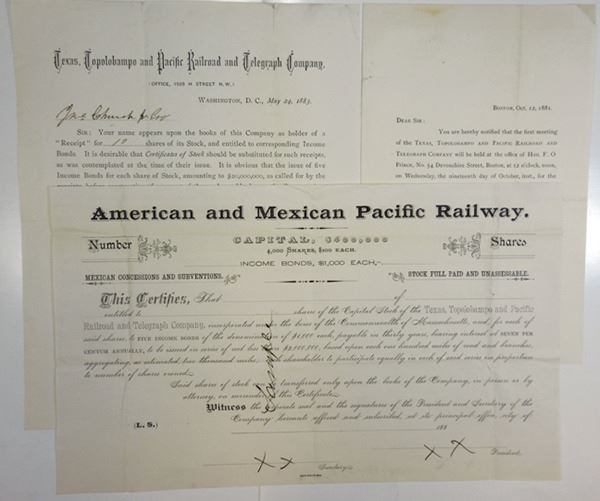 Texas, Topolobampo and Pacific Railroad and Telegraph Company,
(OFFICE, 1509 H STREET N.W.)
WASHINGTON, D. C., May 24, 1883.
Jno Church & Co
SIR: Your name appears upon the books of this Company as holder of a
"Receipt" for 10 shares of its Stock, and entitled to corresponding Income
Bonds. It is desirable that Certificates of Stock should be substituted for such receipts,
as was contemplated at the time of their issue. It is obvious that the issue of five
Income Bonds for each share of Stock, amounting to $20,000,000, as called for by the
BOSTON, Oct. 12, 1881.
DEAR SIR:
You are hereby notified that the first meeting
of the TEXAS, TOPOLOBAMPO AND PACIFIC RAILROAD AND
TELEGRAPH COMPANY will be held at the office of Hon. F. O
PRINCE, No. 54 Devonshire Street, Boston, at 12 o'clock, noon,
on Wednesday, the nineteenth day of October, inst., for the
American and Mexican Pacific Railway.
Number
CAPITAL, $400,000
4,000 SHARES, $100 EACH.
INCOME BONDS, $1,000 EACH,
Shares
MEXICAN CONCESSIONS AND SUBVENTIONS.
STOCK FULL PAID AND UNASSESSABLE.
This Certifies, That of
entitled to share of the Capital Stock of the Texas, Topolobampo and Pacific
Railroad and Telegraph Company, incorporated under the laws of the Commonwealth of Massachusetts, and, for each of
said shares, to FIVE INCOME BONDS of the denomination of $1,000 each, payable in thirty years, bearing interest at SEVEN PER
CENTUM ANNUALLY, to be issued in series of not less than $2,000,000, based upon each one hundred miles of road and branches,
aggregating, as estimated, two thousand miles. The shareholder to participate equally in each of said series in proportion
to number of shares owned.
Said share of stock transferred only upon the books of the Company, in person or by
attorney, on surrender of this Certificate.
Witness the seal and the signatures of the President and Secretary of the
Company hereunto affixed and subscribed, at its principal office, city of
(L. S.) 188
X X
X X
Secretary.
President.